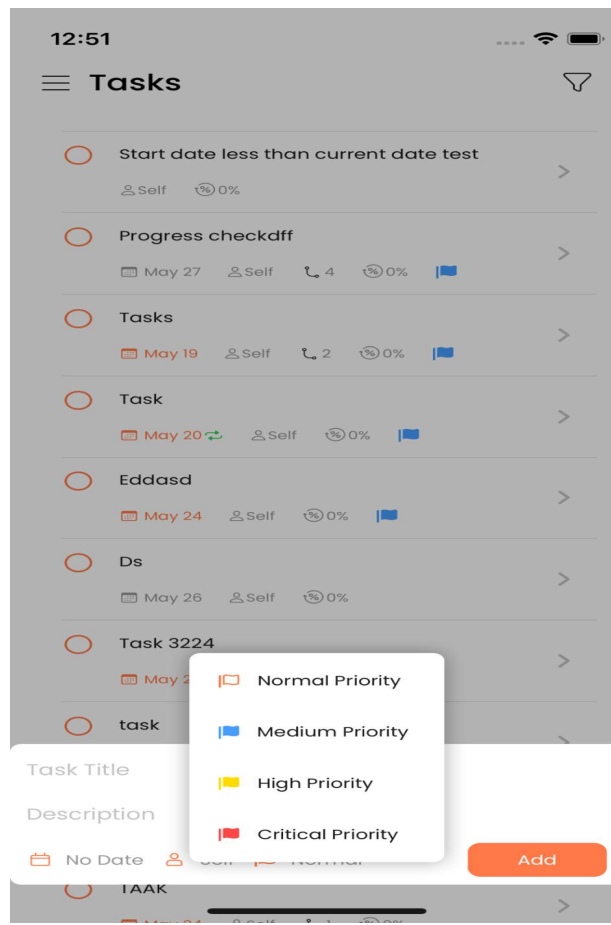 12:51
Tasks
Start date less than current date test
Self 0%
Progress checkdff
May 27 Self 4 0%
Tasks
May 19 Self 2 0%
Task
May 20 Self 0%
Eddasd
May 24 Self 0%
Ds
May 26 Self 0%
Task 3224
May
Normal Priority
task
Medium Priority
Task Title
High Priority
Description
Critical Priority
No Date Self Normal Add
TAAK